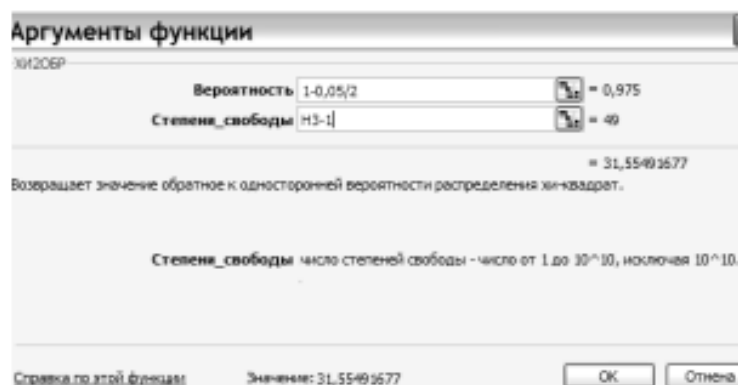 Аргументы функции
ХИ2ОБР
Вероятность 1-0,05/2 = 0,975
Степени_свободы H3-1 = 49
= 31,55491677
Возвращает значение обратное к односторонней вероятности распределения хи-квадрат.
Степени_свободы число степеней свободы - число от 1 до 10^10, исключая 10^10.
Справка по этой функции Значение: 31,55491677 ОК Отмена